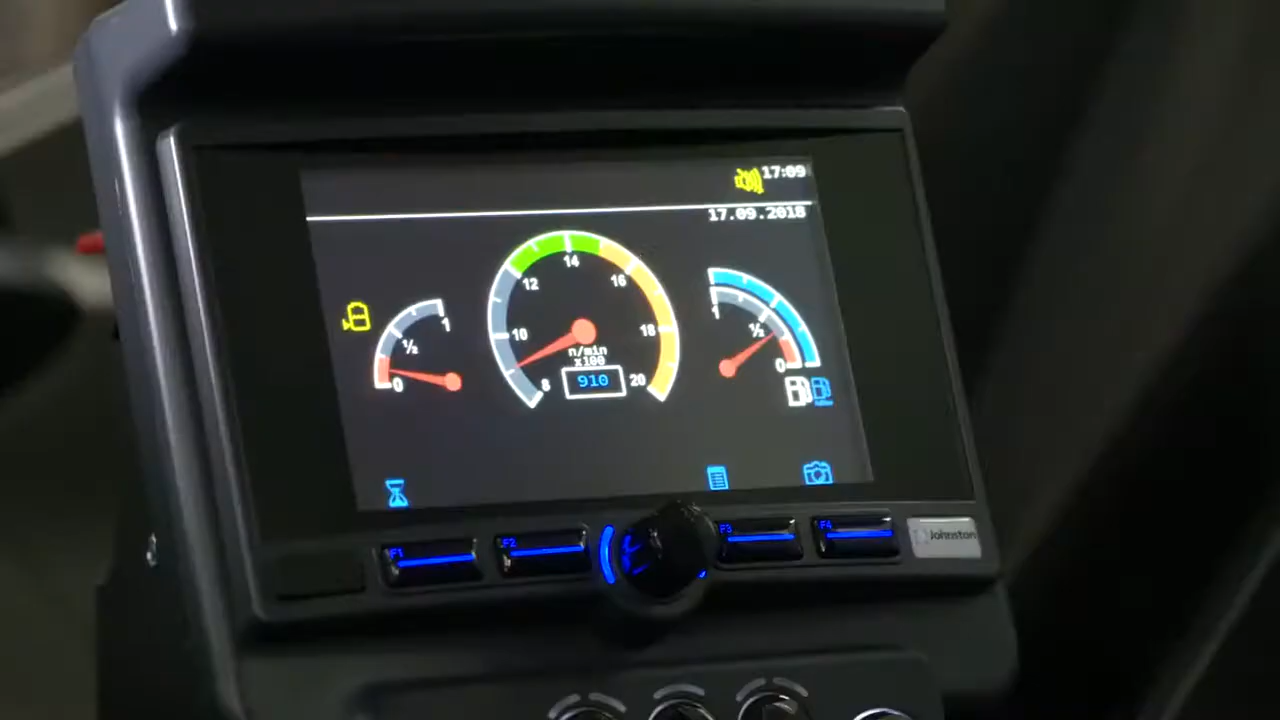 17:09
17.09.2018
14
12
16
10
18
8
20
n/min
x100
910
1
½
0
1
½
0
F1
F2
F3
F4
Johnston